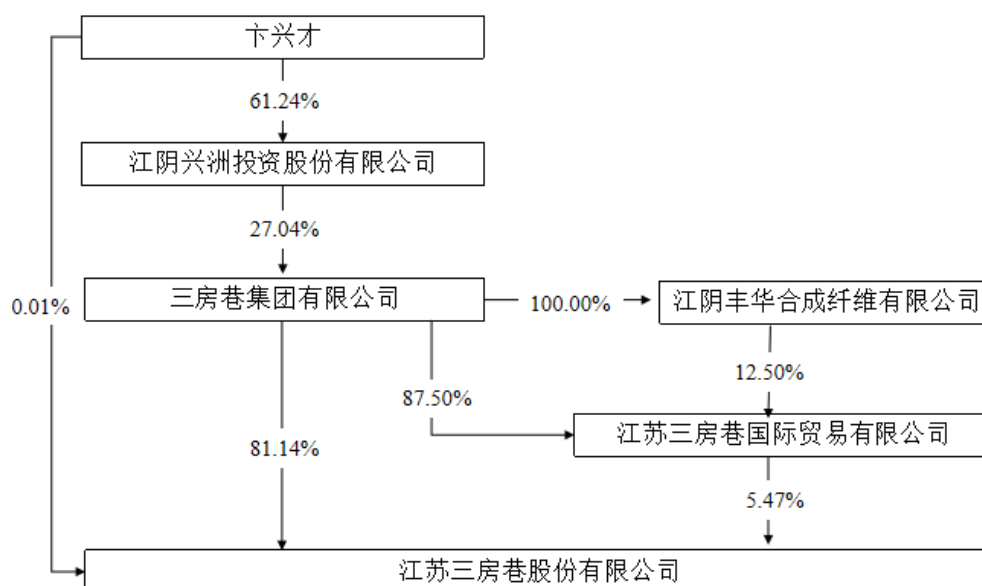 卞兴才
61.24%
江阴兴洲投资股份有限公司
27.04%
三房巷集团有限公司
0.01%
100.00%
江阴丰华合成纤维有限公司
12.50%
87.50%
江苏三房巷国际贸易有限公司
81.14%
5.47%
江苏三房巷股份有限公司